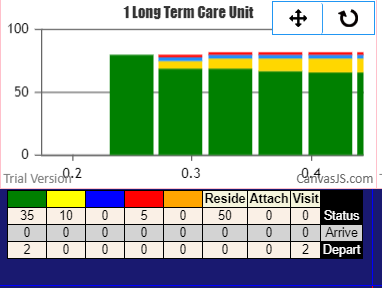 1 Long Term Care Unit
100
50
0
0.2 0.3 0.4
Trial Version CanvasJS.com
Reside Attach Visit
35 10 0 5 0 50 0 0 Status
0 0 0 0 0 0 0 0 Arrive
2 0 0 0 0 0 0 2 Depart